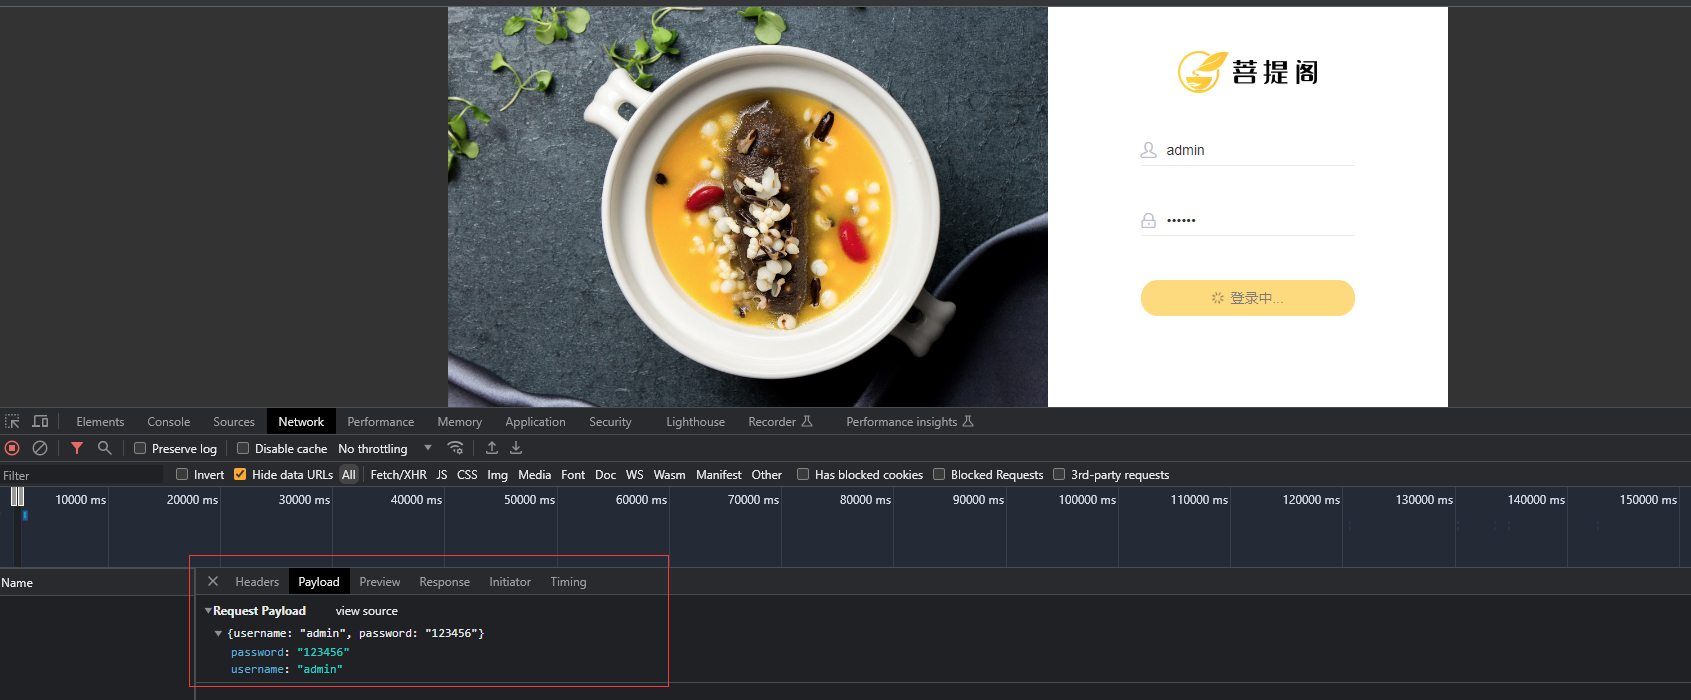 菩提阁
admin
••••••
登录中...
Elements Console Sources Network Performance Memory Application Security Lighthouse Recorder Performance insights
Preserve log Disable cache No throttling
Filter Invert Hide data URLs All Fetch/XHR JS CSS Img Media Font Doc WS Wasm Manifest Other Has blocked cookies Blocked Requests 3rd-party requests
10000 ms 20000 ms 30000 ms 40000 ms 50000 ms 60000 ms 70000 ms 80000 ms 90000 ms 100000 ms 110000 ms 120000 ms 130000 ms 140000 ms 150000 ms
Name Headers Payload Preview Response Initiator Timing
Request Payload view source
{username: "admin", password: "123456"}
password: "123456"
username: "admin"